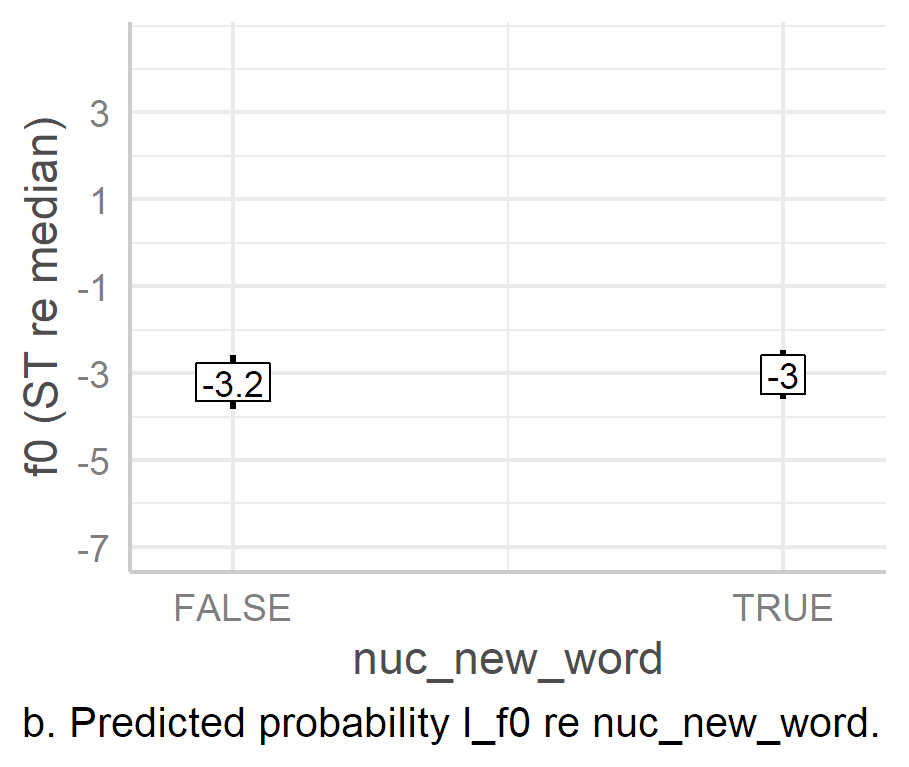 f0 (ST re median)
3
1
-1
-3
-5
-7
-3.2
-3
FALSE
TRUE
nuc_new_word
b. Predicted probability l_f0 re nuc_new_word.